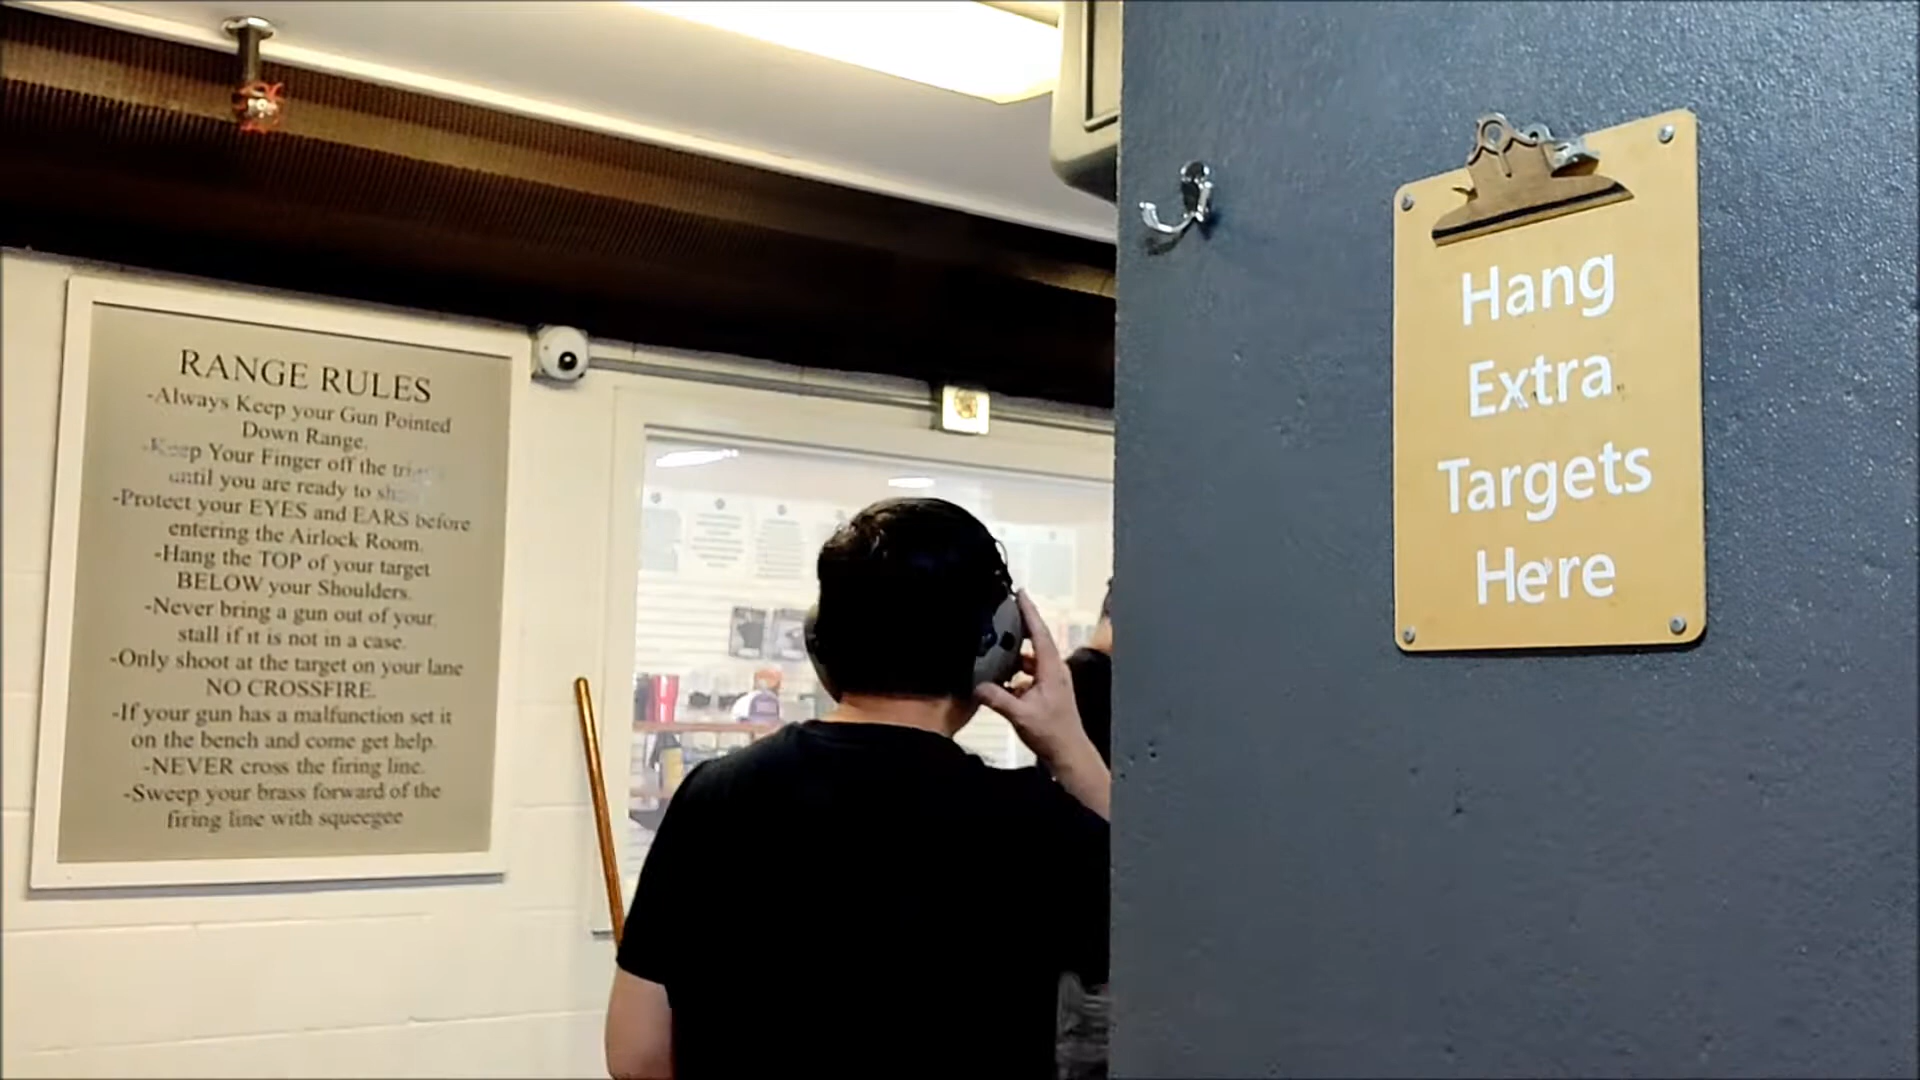 RANGE RULES
-Always Keep your Gun Pointed
Down Range.
-Keep Your Finger off the
until you are ready to
-Protect your EYES and EARS before
entering the Airlock Room.
-Hang the TOP of your target
BELOW your Shoulders.
-Never bring a gun out of your
stall if it is not in a case.
-Only shoot at the target on your lane
NO CROSSFIRE.
-If your gun has a malfunction set it
on the bench and come get help.
-NEVER cross the firing line.
-Sweep your brass forward of the
firing line with squeegee
Hang
Extra
Targets
Here